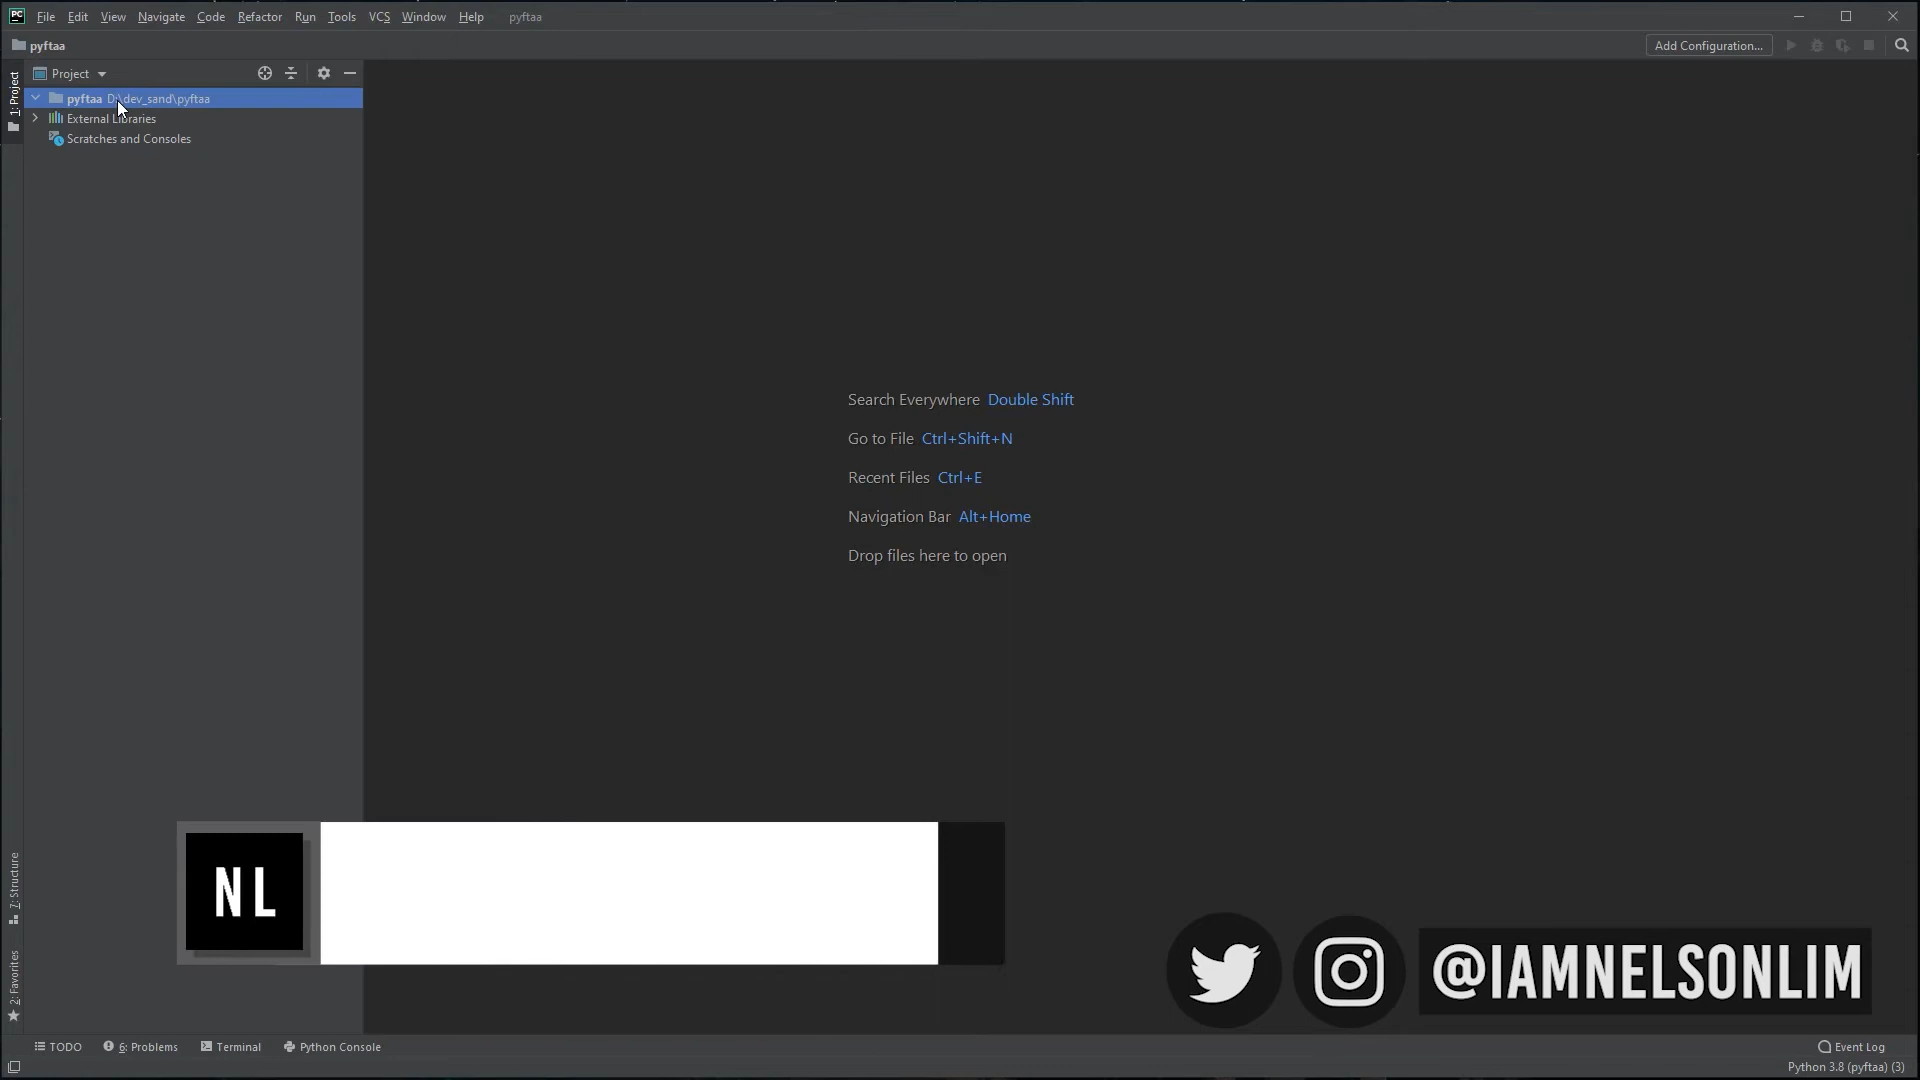 PC File Edit View Navigate Code Refactor Run Tools VCS Window Help pyftaa
pyftaa
Add Configuration...
1: Project
Project
pyftaa D:\dev_sand\pyftaa
External Libraries
Scratches and Consoles
Search Everywhere Double Shift
Go to File Ctrl+Shift+N
Recent Files Ctrl+E
Navigation Bar Alt+Home
Drop files here to open
7: Structure
2: Favorites
NL
@IAMNELSONLIM
TODO 6: Problems Terminal Python Console
Event Log
Python 3.8 (pyftaa) (3)